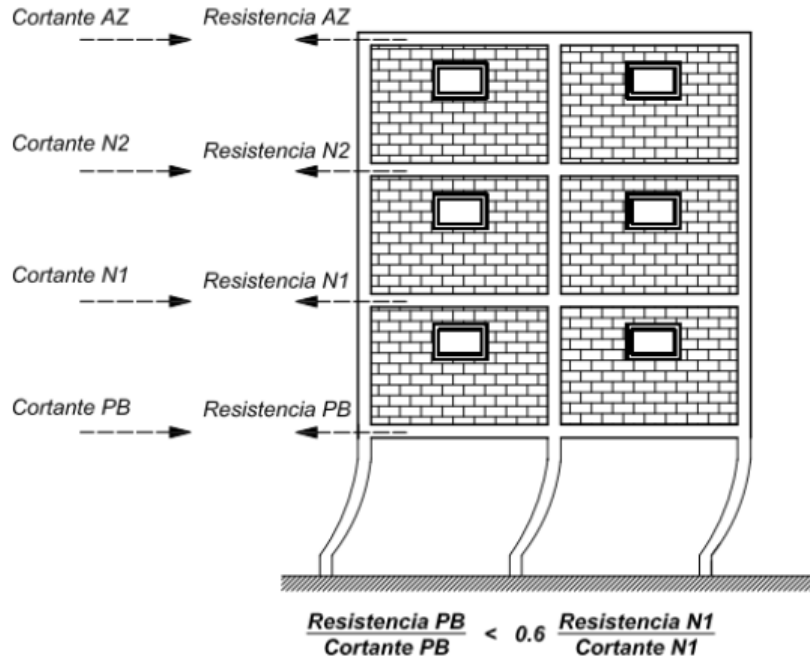 Cortante AZ Resistencia AZ
Cortante N2 Resistencia N2
Cortante N1 Resistencia N1
Cortante PB Resistencia PB
Resistencia PB < 0.6 Resistencia N1
Cortante PB Cortante N1